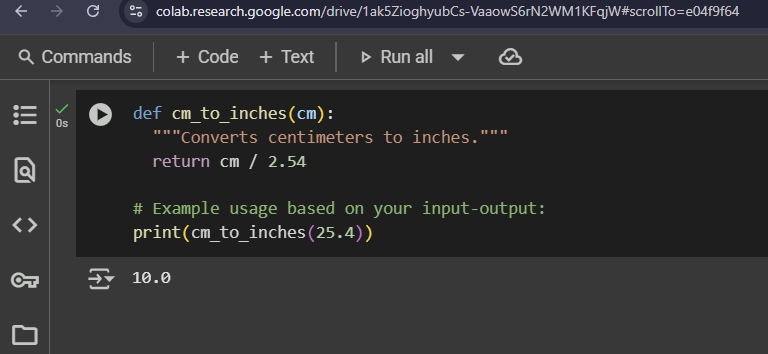 colab.research.google.com/drive/1ak5ZioghyubCs-VaaowS6rN2WM1KFqjW#scrollTo=e04f9f64
Commands + Code + Text Run all
0s
def cm_to_inches(cm):
  """Converts centimeters to inches."""
  return cm / 2.54
# Example usage based on your input-output:
print(cm_to_inches(25.4))
10.0